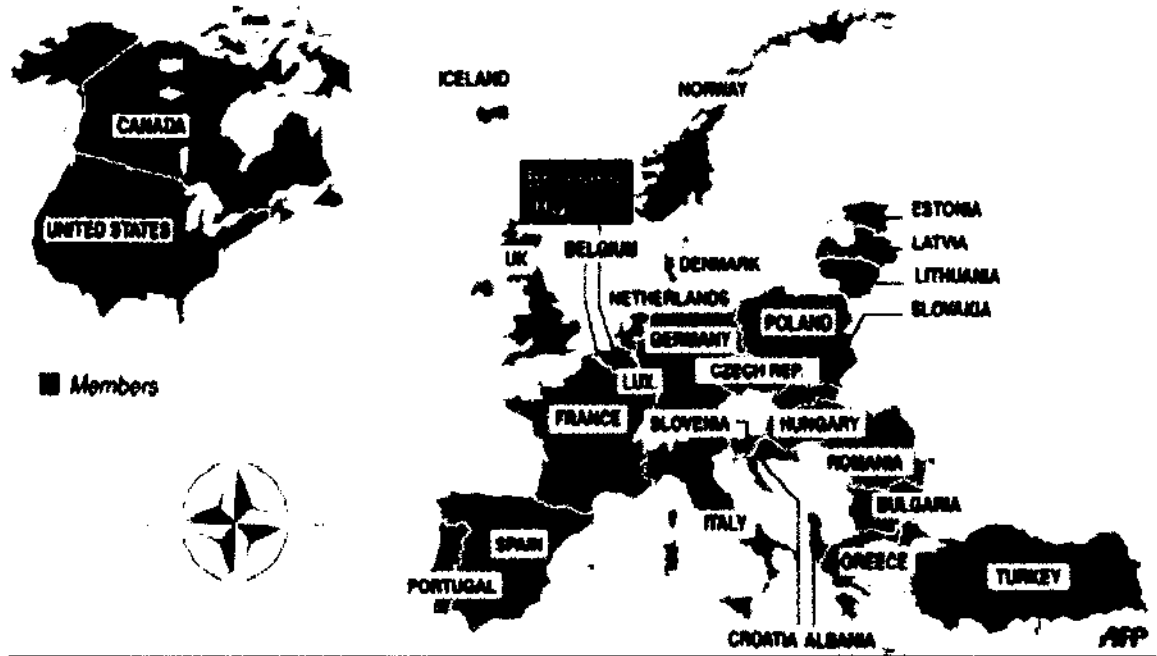 ICELAND
NORWAY
CANADA
UNITED STATES
ESTONIA
LATVIA
LITHUANIA
SLOVAKIA
UK
BELGIUM
DENMARK
NETHERLANDS
POLAND
GERMANY
CZECH REP.
LUX.
Members
FRANCE
SLOVENIA
HUNGARY
ROMANIA
BULGARIA
ITALY
SPAIN
GREECE
TURKEY
PORTUGAL
CROATIA ALBANIA
AFP